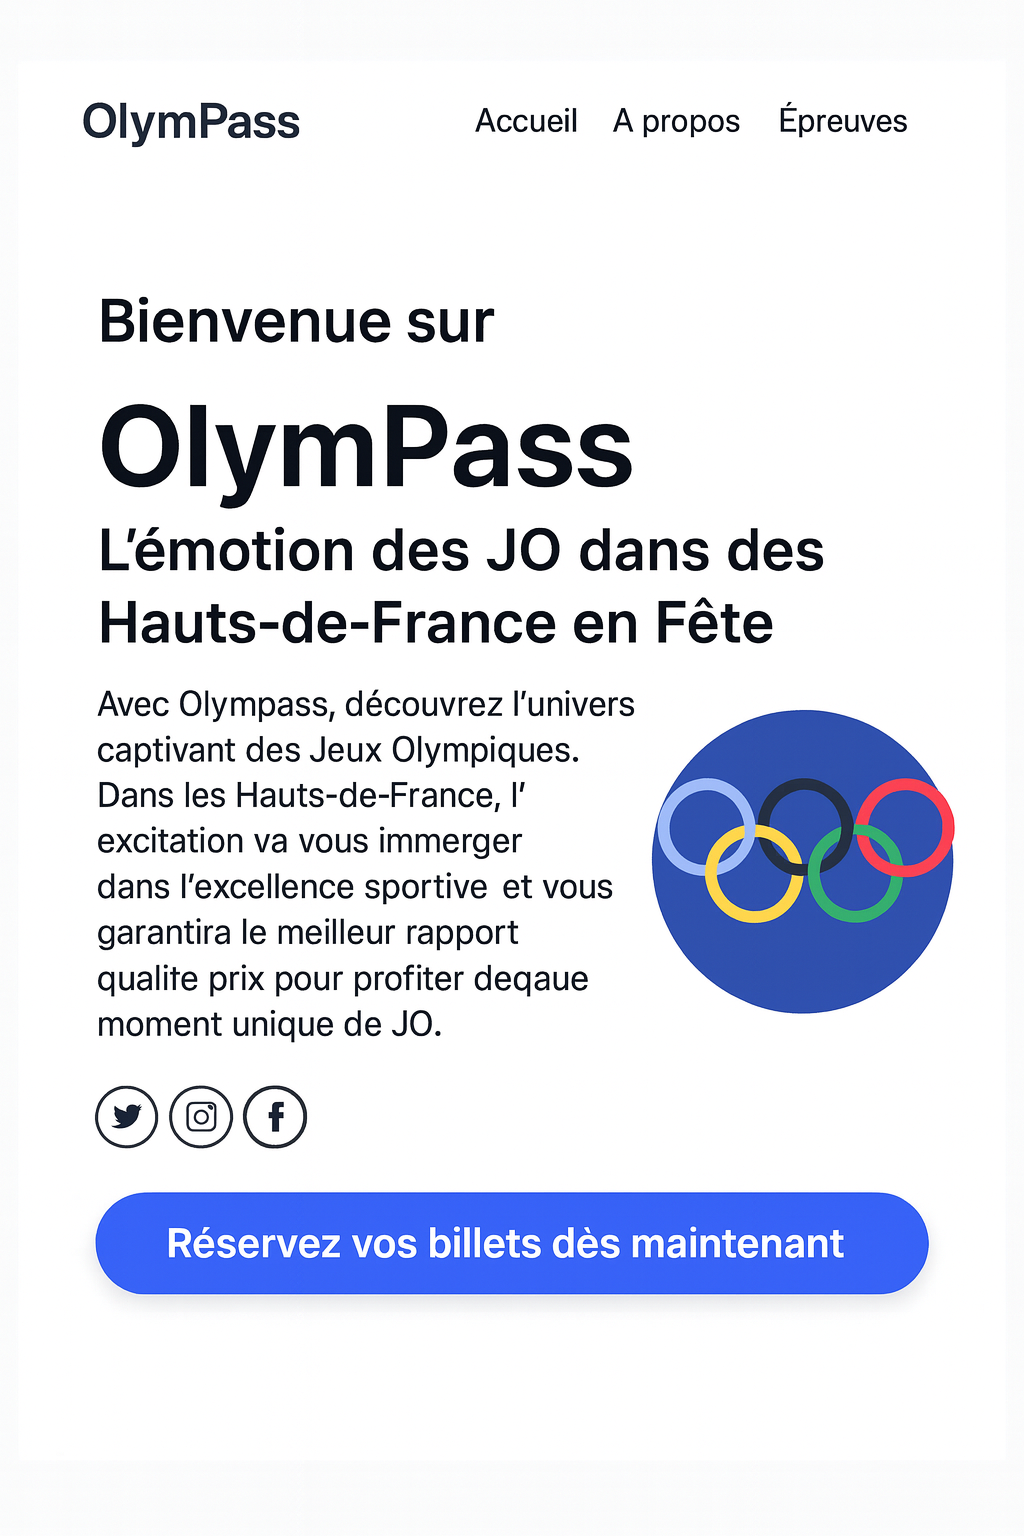 OlymPass
Accueil A propos Épreuves
Bienvenue sur
OlymPass
L’émotion des JO dans des
Hauts-de-France en Fête
Avec Olympass, découvrez l’univers
captivant des Jeux Olympiques.
Dans les Hauts-de-France, l’
excitation va vous immerger
dans l’excellence sportive et vous
garantira le meilleur rapport
qualite prix pour profiter deqaue
moment unique de JO.
Réservez vos billets dès maintenant